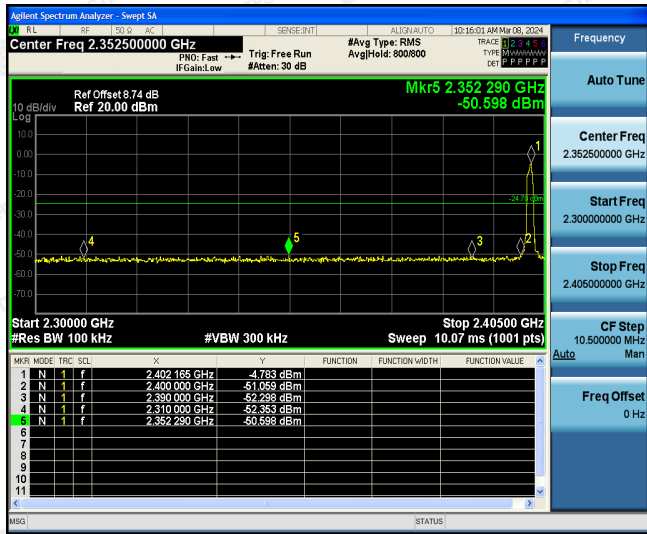 Agilent Spectrum Analyzer - Swept SA
LXI RL RF 50 Ω AC SENSE:INT ALIGN AUTO 10:16:01 AM Mar 08, 2024
Center Freq 2.352500000 GHz #Avg Type: RMS TRACE 1 2 3 4 5 6
PNO: Fast Trig: Free Run Avg|Hold: 800/800 TYPE M W W W W W
IFGain:Low #Atten: 30 dB DET P P P P P P
Mkr5 2.352 290 GHz
-50.598 dBm
Ref Offset 8.74 dB
10 dB/div Ref 20.00 dBm
Log
10.0
0.00
-10.0
-20.0
-30.0
-40.0
-50.0
-60.0
-70.0
1
-24.78 dBm
4 5 3 2
Start 2.30000 GHz Stop 2.40500 GHz
#Res BW 100 kHz #VBW 300 kHz Sweep 10.07 ms (1001 pts)
MKR MODE TRC SCL X Y FUNCTION FUNCTION WIDTH FUNCTION VALUE
1 N 1 f 2.402 165 GHz -4.783 dBm
2 N 1 f 2.400 000 GHz -51.059 dBm
3 N 1 f 2.390 000 GHz -52.298 dBm
4 N 1 f 2.310 000 GHz -52.353 dBm
5 N 1 f 2.352 290 GHz -50.598 dBm
6
7
8
9
10
11
MSG STATUS
Frequency
Auto Tune
Center Freq
2.352500000 GHz
Start Freq
2.300000000 GHz
Stop Freq
2.405000000 GHz
CF Step
10.500000 MHz
Auto Man
Freq Offset
0 Hz